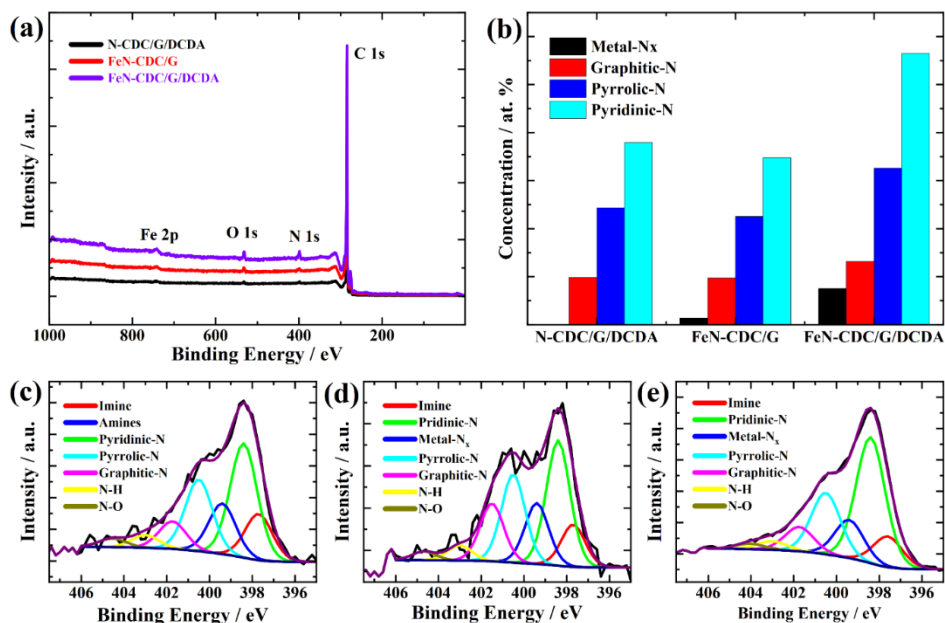 (a)
N-CDC/G/DCDA
FeN-CDC/G
FeN-CDC/G/DCDA
C 1s
Fe 2p
O 1s
N 1s
Intensity / a.u.
1000 800 600 400 200
Binding Energy / eV
(b)
Metal-Nx
Graphitic-N
Pyrrolic-N
Pyridinic-N
Concentration / at. %
N-CDC/G/DCDA FeN-CDC/G FeN-CDC/G/DCDA
(c)
Imine
Amines
Pyridinic-N
Pyrrolic-N
Graphitic-N
N-H
N-O
Intensity / a.u.
406 404 402 400 398 396
Binding Energy / eV
(d)
Imine
Pridinic-N
Metal-Nx
Pyrrolic-N
Graphitic-N
N-H
N-O
Intensity / a.u.
406 404 402 400 398 396
Binding Energy / eV
(e)
Imine
Pridinic-N
Metal-Nx
Pyrrolic-N
Graphitic-N
N-H
N-O
Intensity / a.u.
406 404 402 400 398 396
Binding Energy / eV